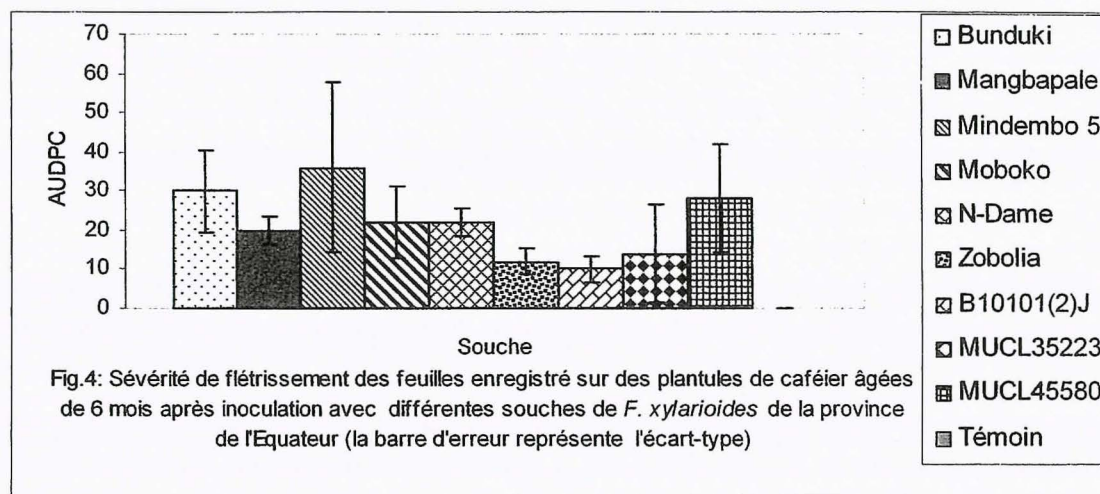 70
60
50
40
30
20
10
0
AUDPC
Souche
Bunduki
Mangbapale
Mindembo 5
Moboko
N-Dame
Zobolia
B10101(2)J
MUCL35223
MUCL45580
Témoin
Fig.4: Sévérité de flétrissement des feuilles enregistré sur des plantules de caféier âgées
de 6 mois après inoculation avec différentes souches de F. xylarioides de la province
de l'Equateur (la barre d'erreur représente l'écart-type)